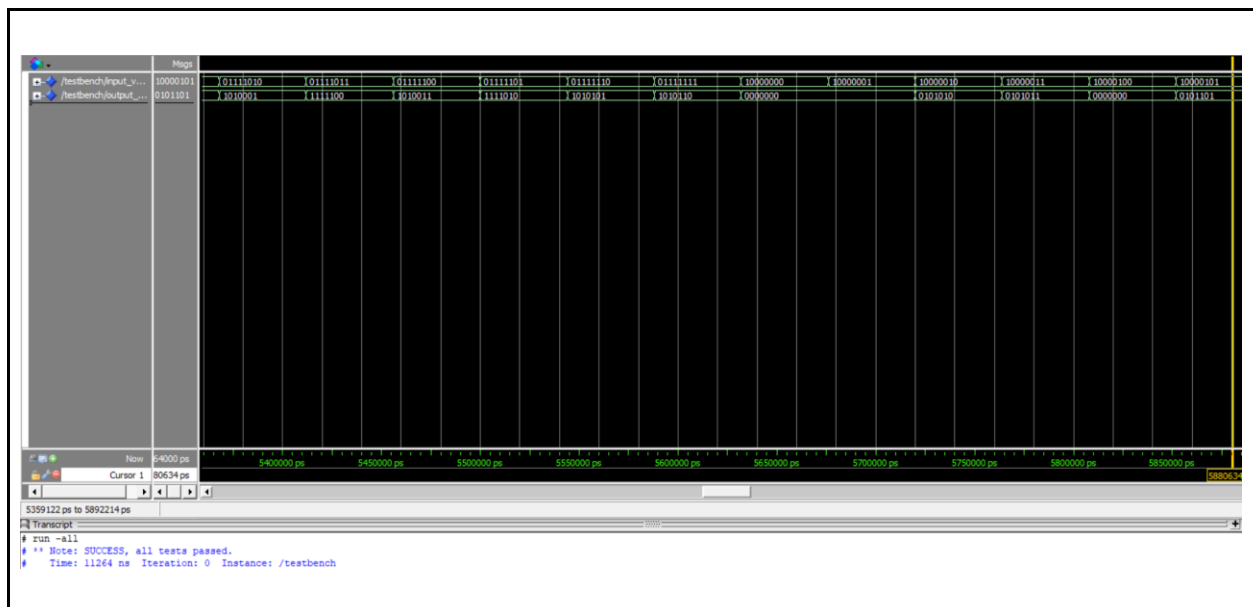 Msgs
/testbench/input_v... 10000101 01111010 01111011 01111100 01111101 01111110 01111111 10000000 10000001 10000010 10000011 10000100 10000101
/testbench/output_... 0101101 1010001 1111100 1010011 1111010 1010101 1010110 0000000 0101010 0101011 0000000 0101101
Now 64000 ps 5400000 ps 5450000 ps 5500000 ps 5550000 ps 5600000 ps 5650000 ps 5700000 ps 5750000 ps 5800000 ps 5850000 ps
Cursor 1 80634 ps 5880634
5359122 ps to 5892214 ps
Transcript
# run -all
# ** Note: SUCCESS, all tests passed.
# Time: 11264 ns Iteration: 0 Instance: /testbench